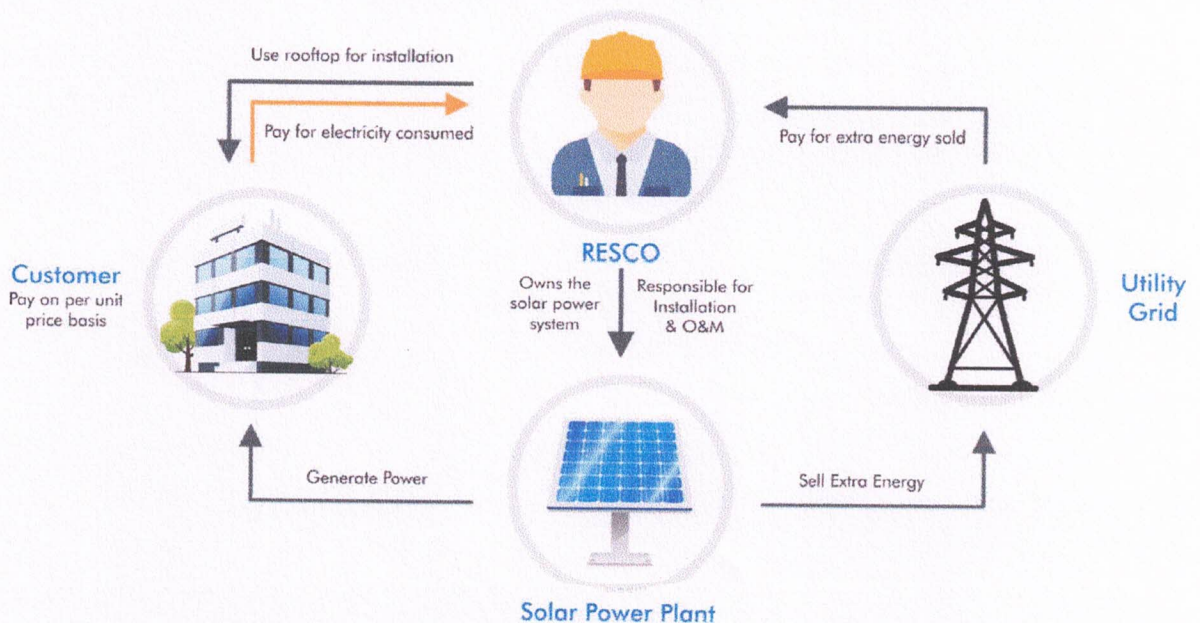 Use rooftop for installation
Pay for electricity consumed
Pay for extra energy sold
RESCO
Owns the
solar power
system
Responsible for
Installation
& O&M
Customer
Pay on per unit
price basis
Utility
Grid
Generate Power
Sell Extra Energy
Solar Power Plant